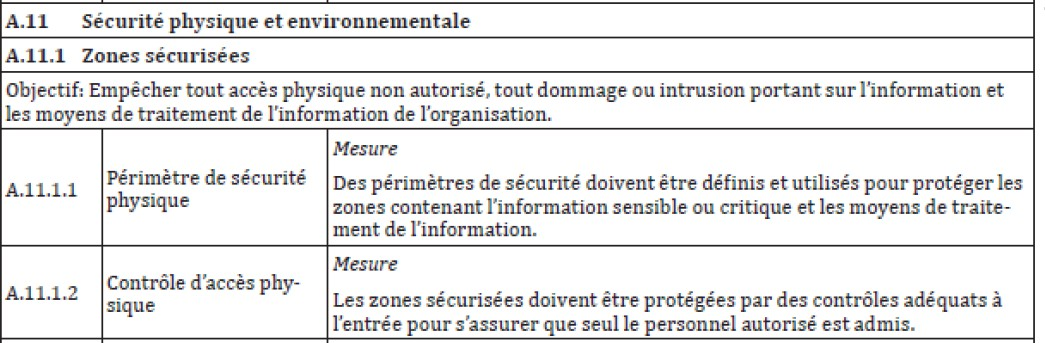 A.11 Sécurité physique et environnementale
A.11.1 Zones sécurisées
Objectif: Empêcher tout accès physique non autorisé, tout dommage ou intrusion portant sur l'information et
les moyens de traitement de l'information de l'organisation.
A.11.1.1
Périmètre de sécurité
physique
Mesure
Des périmètres de sécurité doivent être définis et utilisés pour protéger les
zones contenant l'information sensible ou critique et les moyens de traite-
ment de l'information.
A.11.1.2
Contrôle d'accès phy-
sique
Mesure
Les zones sécurisées doivent être protégées par des contrôles adéquats à
l'entrée pour s'assurer que seul le personnel autorisé est admis.